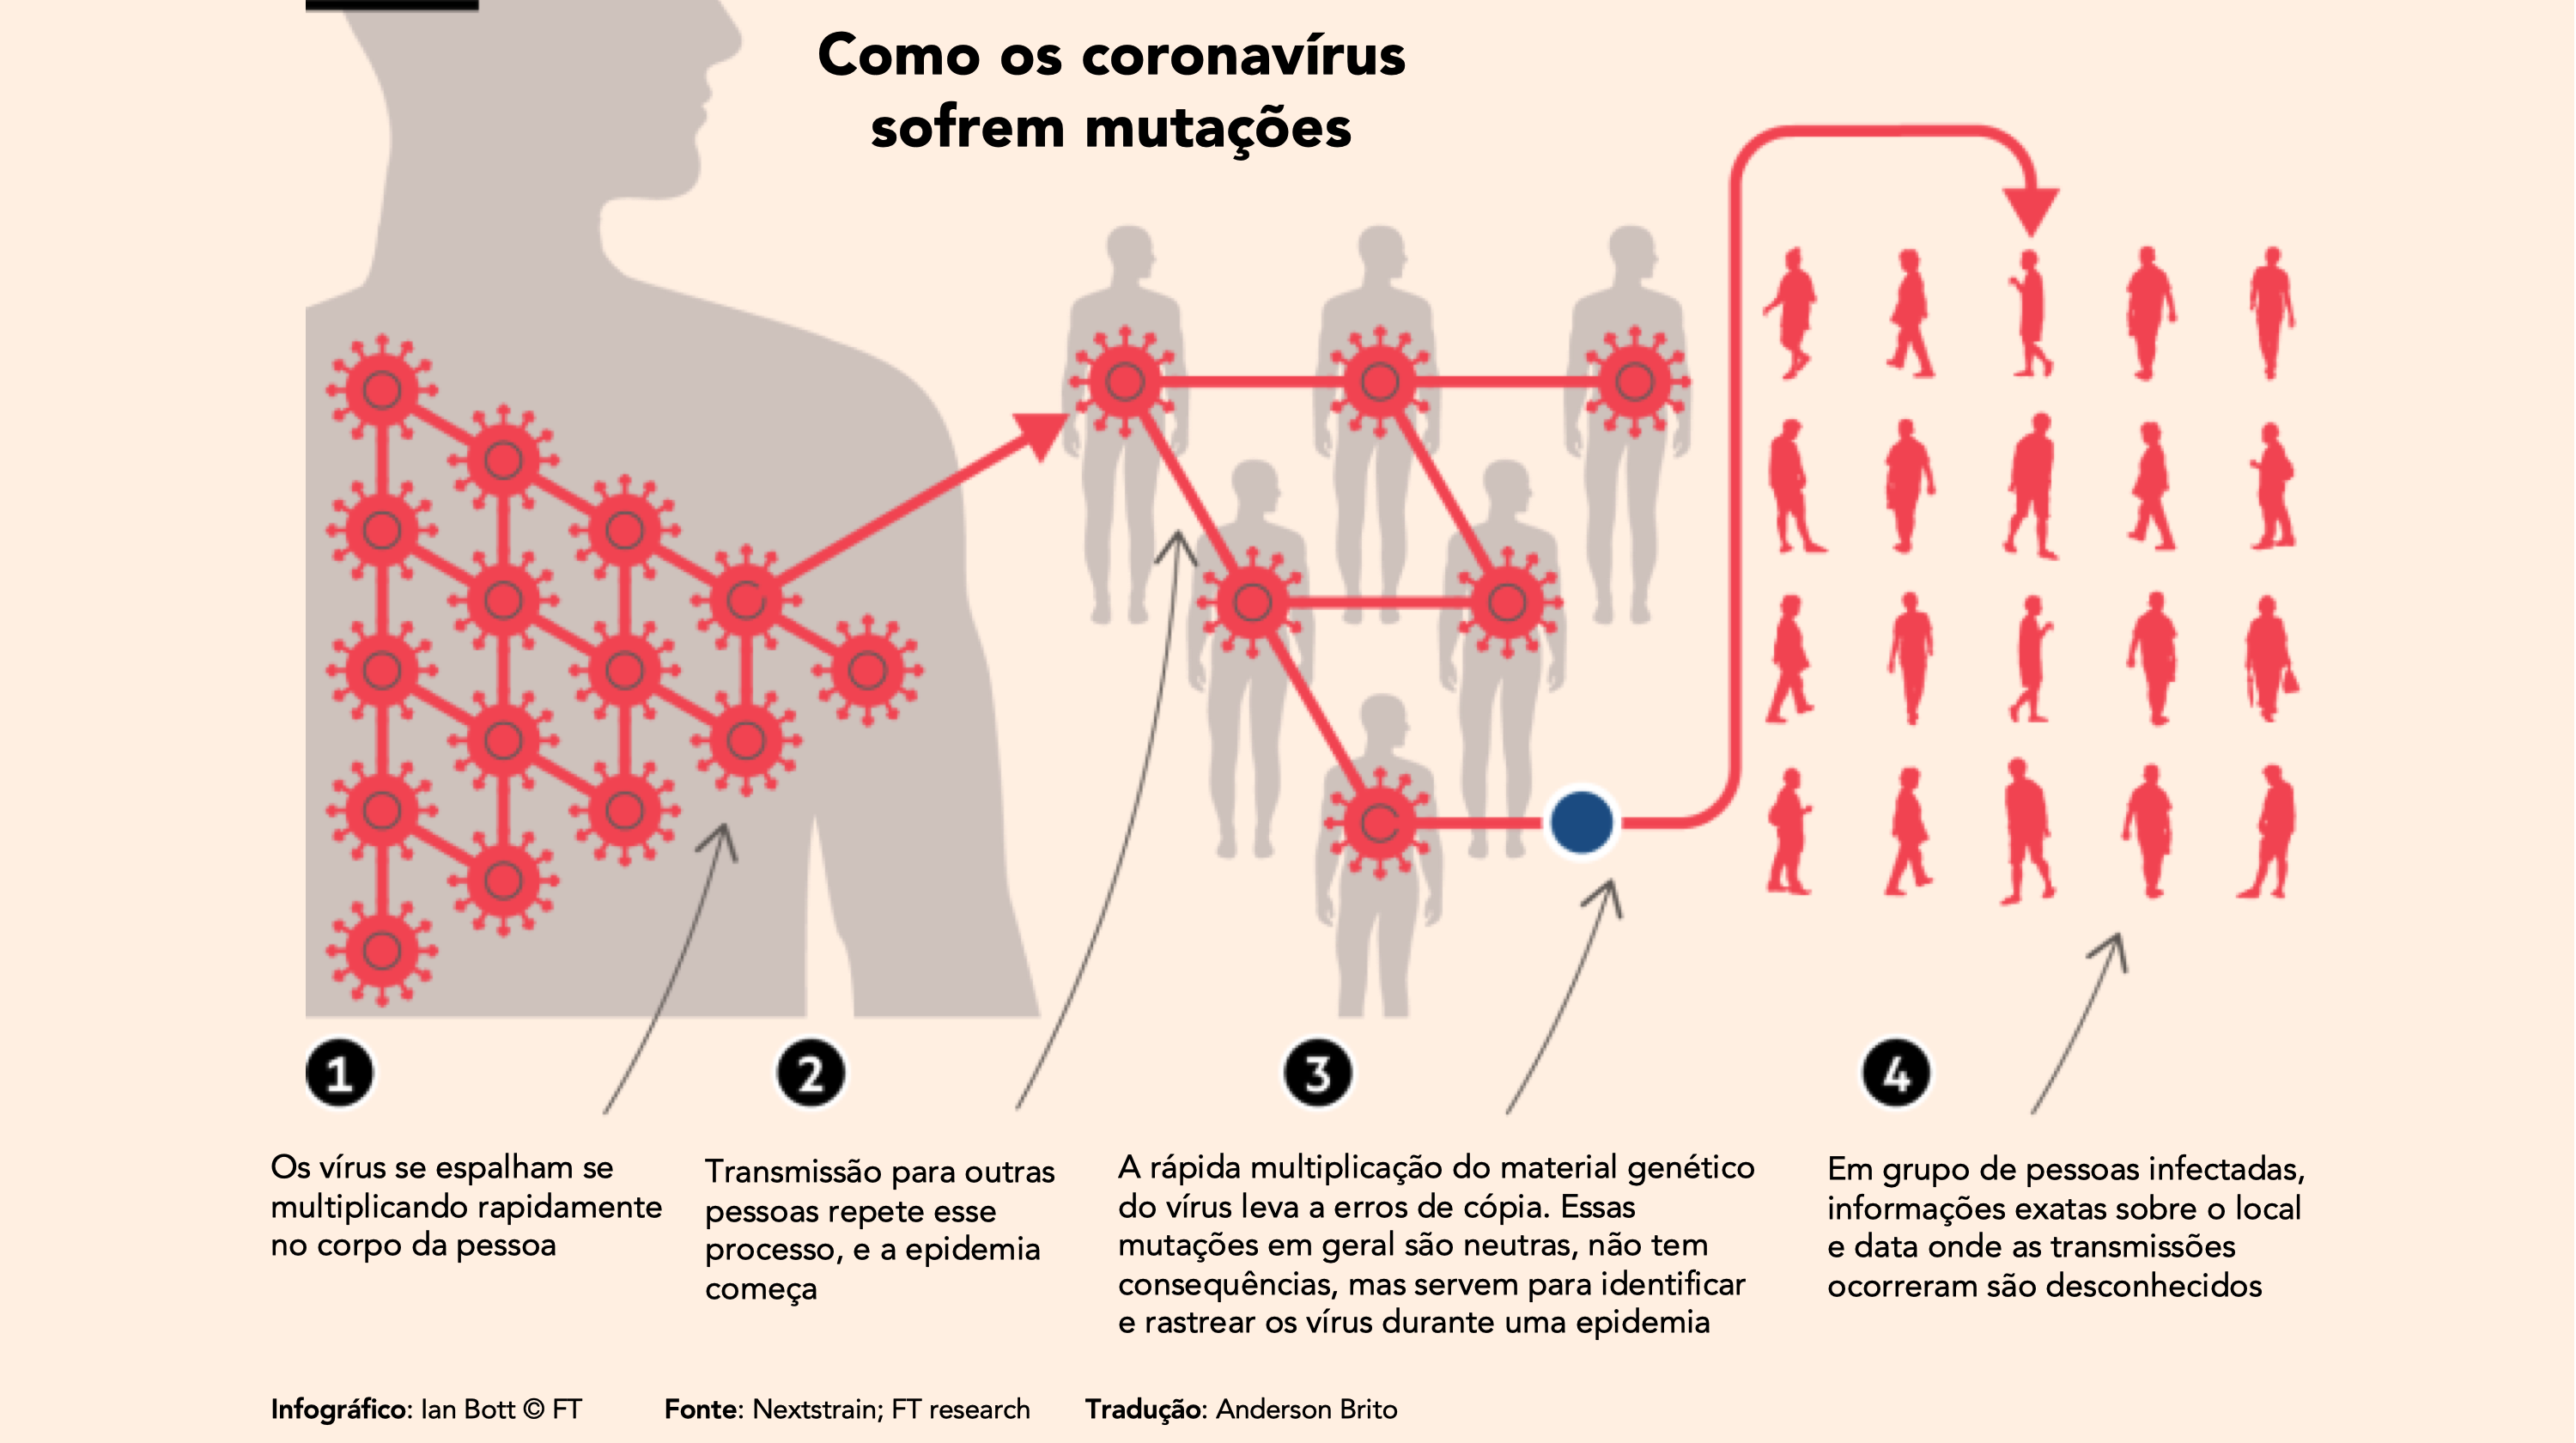 Como os coronavírus
sofrem mutações
1
2
3
4
Os vírus se espalham se
multiplicando rapidamente
no corpo da pessoa
Transmissão para outras
pessoas repete esse
processo, e a epidemia
começa
A rápida multiplicação do material genético
do vírus leva a erros de cópia. Essas
mutações em geral são neutras, não tem
consequências, mas servem para identificar
e rastrear os vírus durante uma epidemia
Em grupo de pessoas infectadas,
informações exatas sobre o local
e data onde as transmissões
ocorreram são desconhecidos
Infográfico: Ian Bott © FT
Fonte: Nextstrain; FT research
Tradução: Anderson Brito